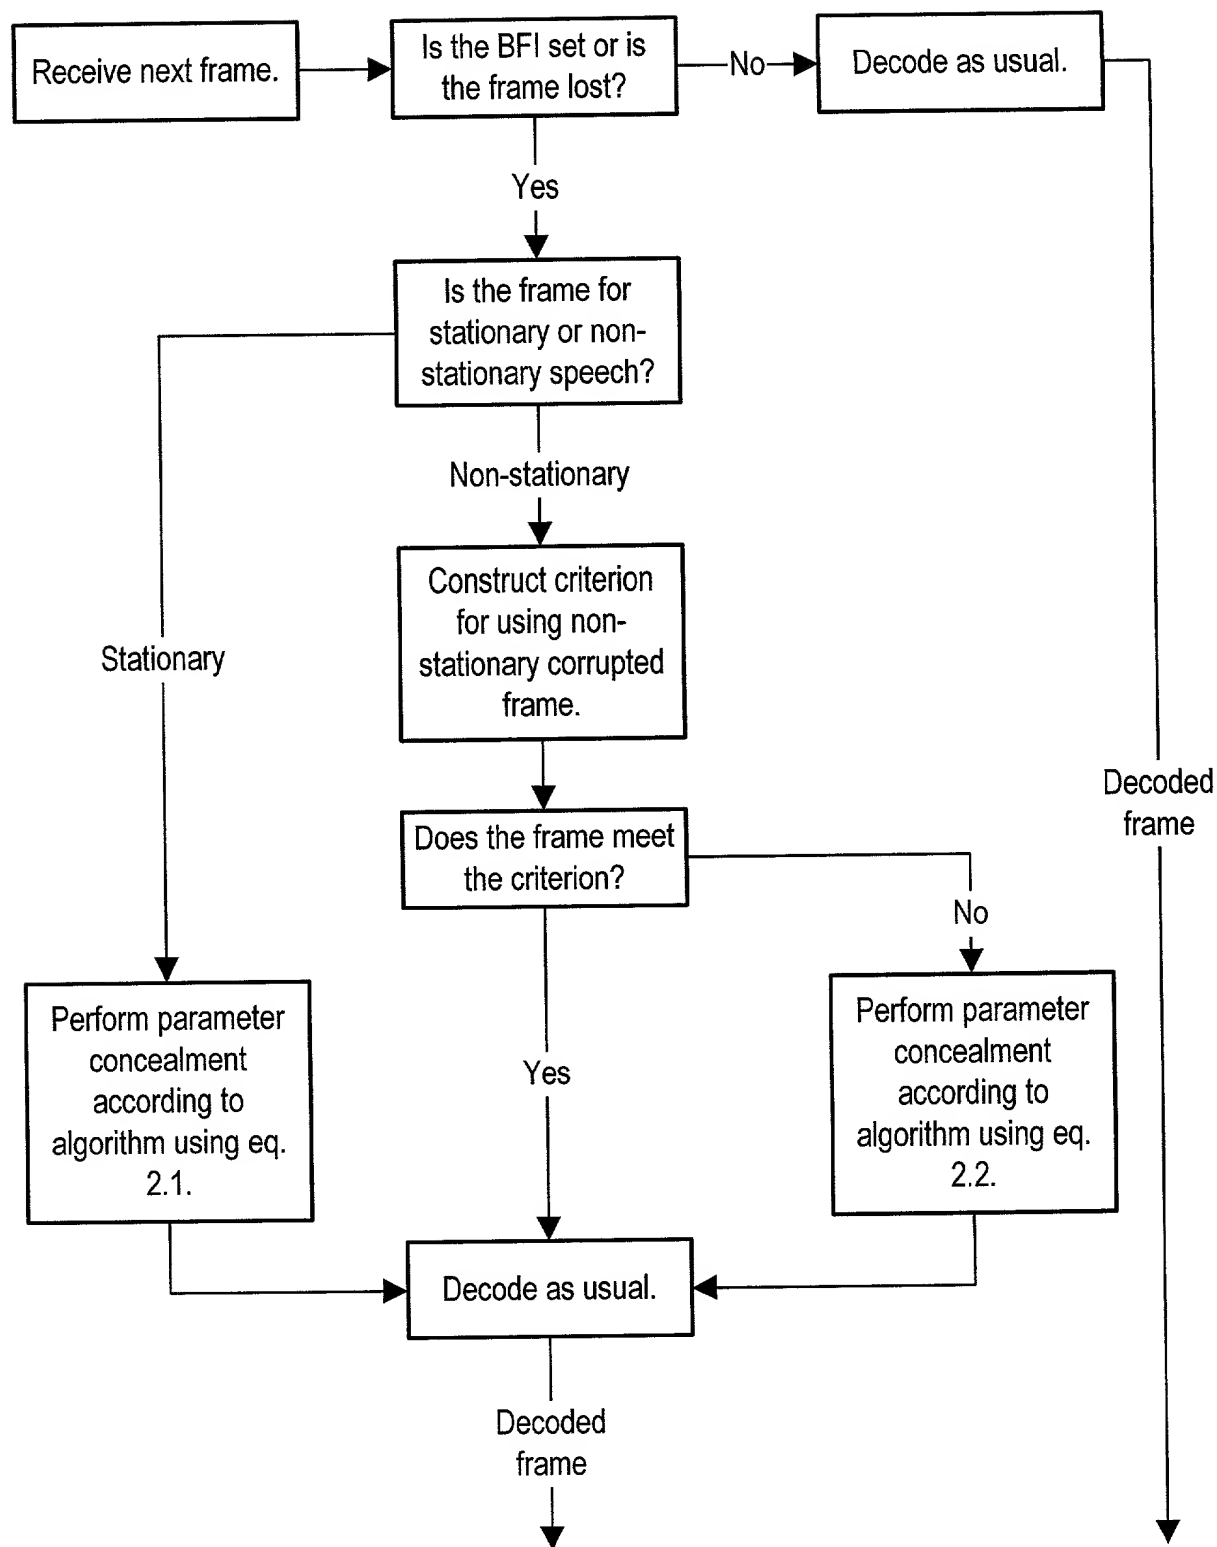 Receive next frame.
Is the BFI set or is
the frame lost?
No
Decode as usual.
Yes
Is the frame for
stationary or non-
stationary speech?
Non-stationary
Stationary
Construct criterion
for using non-
stationary corrupted
frame.
Decoded
frame
Does the frame meet
the criterion?
No
Yes
Perform parameter
concealment
according to
algorithm using eq.
2.1.
Perform parameter
concealment
according to
algorithm using eq.
2.2.
Decode as usual.
Decoded
frame